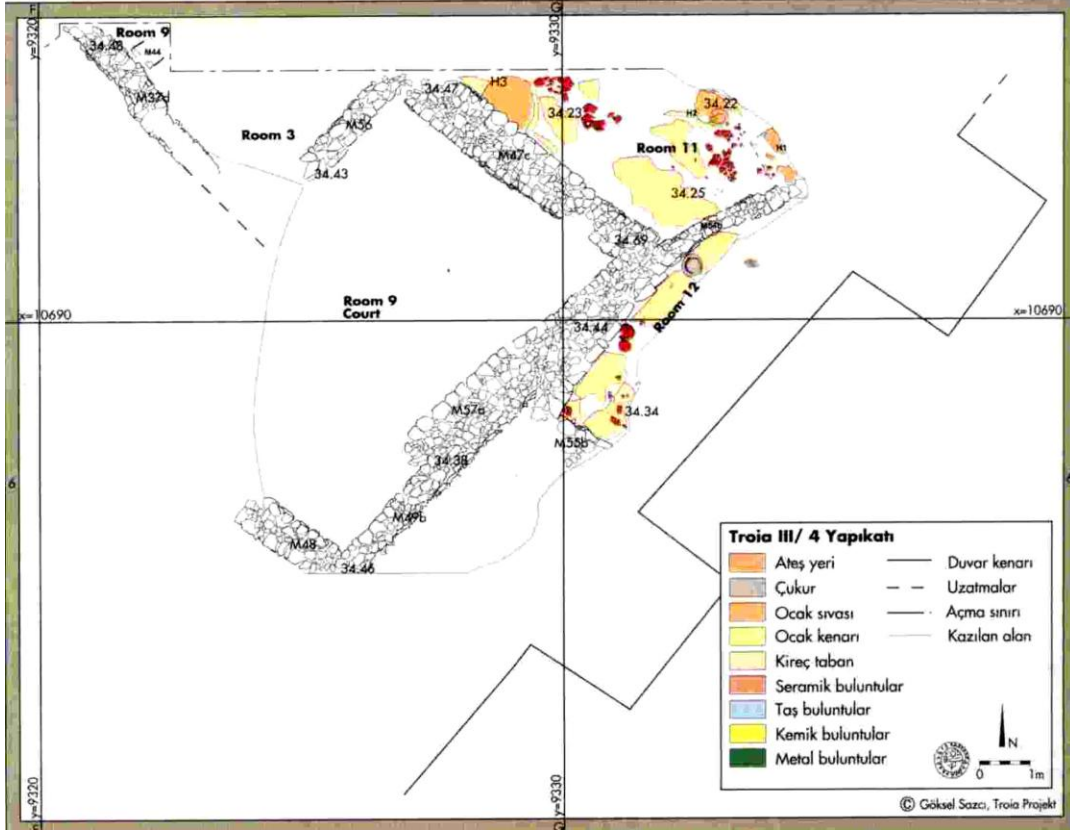 F
G
y=9320
y=9330
Room 9
34.48
M44
M37d
Room 3
M56
34.43
34.47
H3
34.23
34.22
H2
H1
Room 11
M47c
34.25
34.69
Room 12
Room 9
Court
x=10690
x=10690
34.44
M57a
34.34
M55b
34.38
6
6
M49b
M48
34.46
Troia III/ 4 Yapıkatı
Ateş yeri
Çukur
Ocak sıvası
Ocak kenarı
Kireç taban
Seramik buluntular
Taş buluntular
Kemik buluntular
Metal buluntular
Duvar kenarı
Uzatmalar
Açma sınırı
Kazılan alan
N
0 1m
© Göksel Sazcı, Troia Projekt
y=9320
y=9330
G